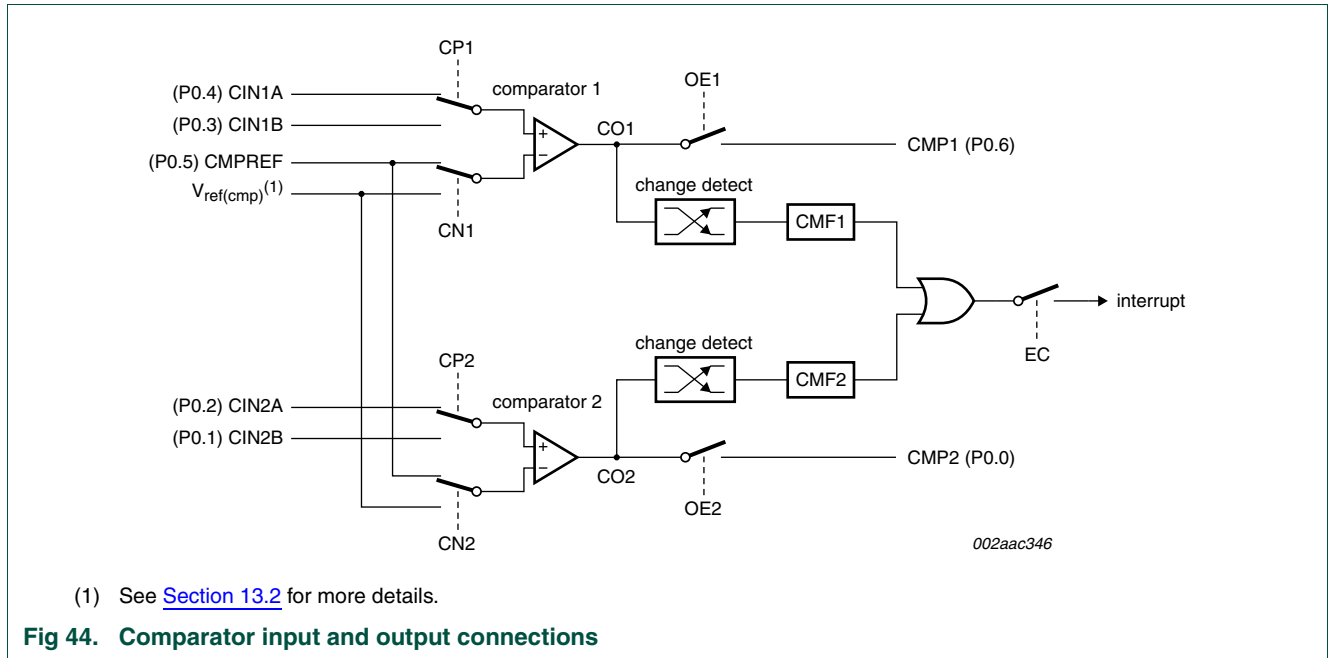 CP1
OE1
(P0.4) CIN1A
comparator 1
(P0.3) CIN1B
CO1
CMP1 (P0.6)
(P0.5) CMPREF
change detect
Vref(cmp)(1)
CMF1
CN1
interrupt
change detect
EC
CP2
CMF2
(P0.2) CIN2A
comparator 2
(P0.1) CIN2B
CMP2 (P0.0)
CO2
OE2
CN2
002aac346
(1) See Section 13.2 for more details.
Fig 44. Comparator input and output connections